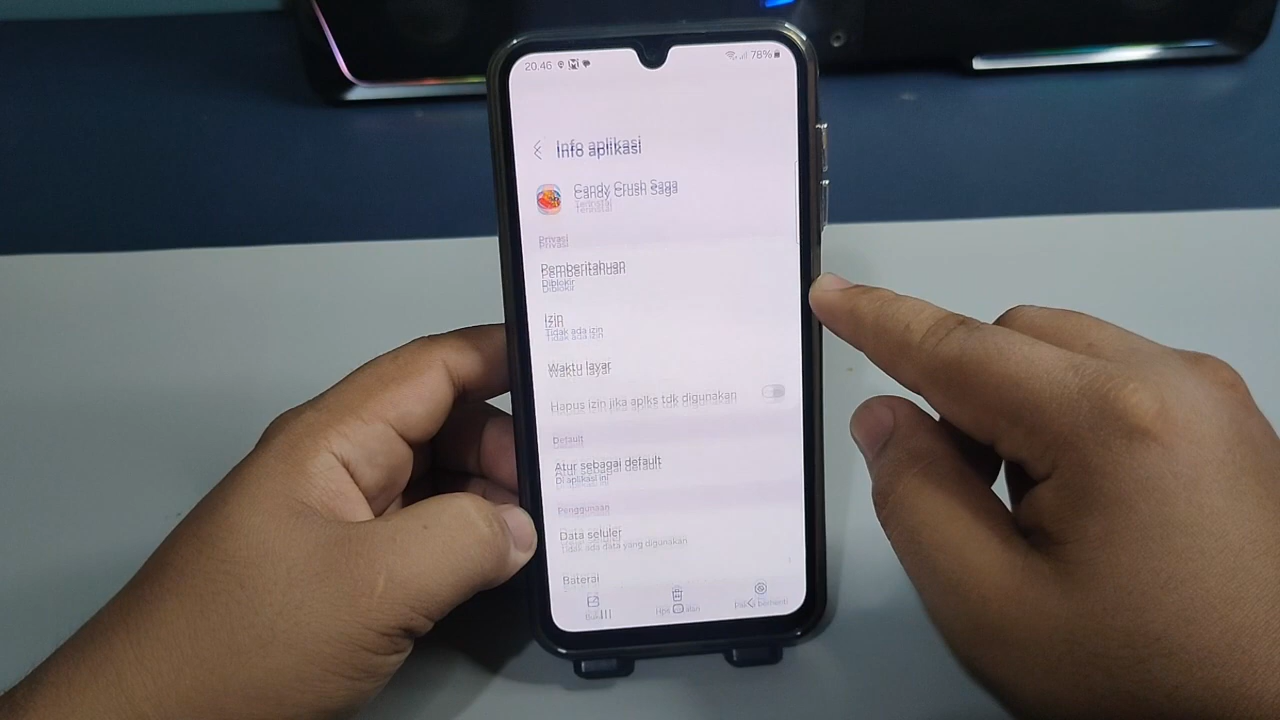 20.46 78%
Info aplikasi
Candy Crush Saga
Terinstal
Privasi
Pemberitahuan
Diblokir
Izin
Tidak ada izin
Waktu layar
Hapus izin jika aplks tdk digunakan
Default
Atur sebagai default
Di aplikasi ini
Penggunaan
Data seluler
Tidak ada data yang digunakan
Baterai